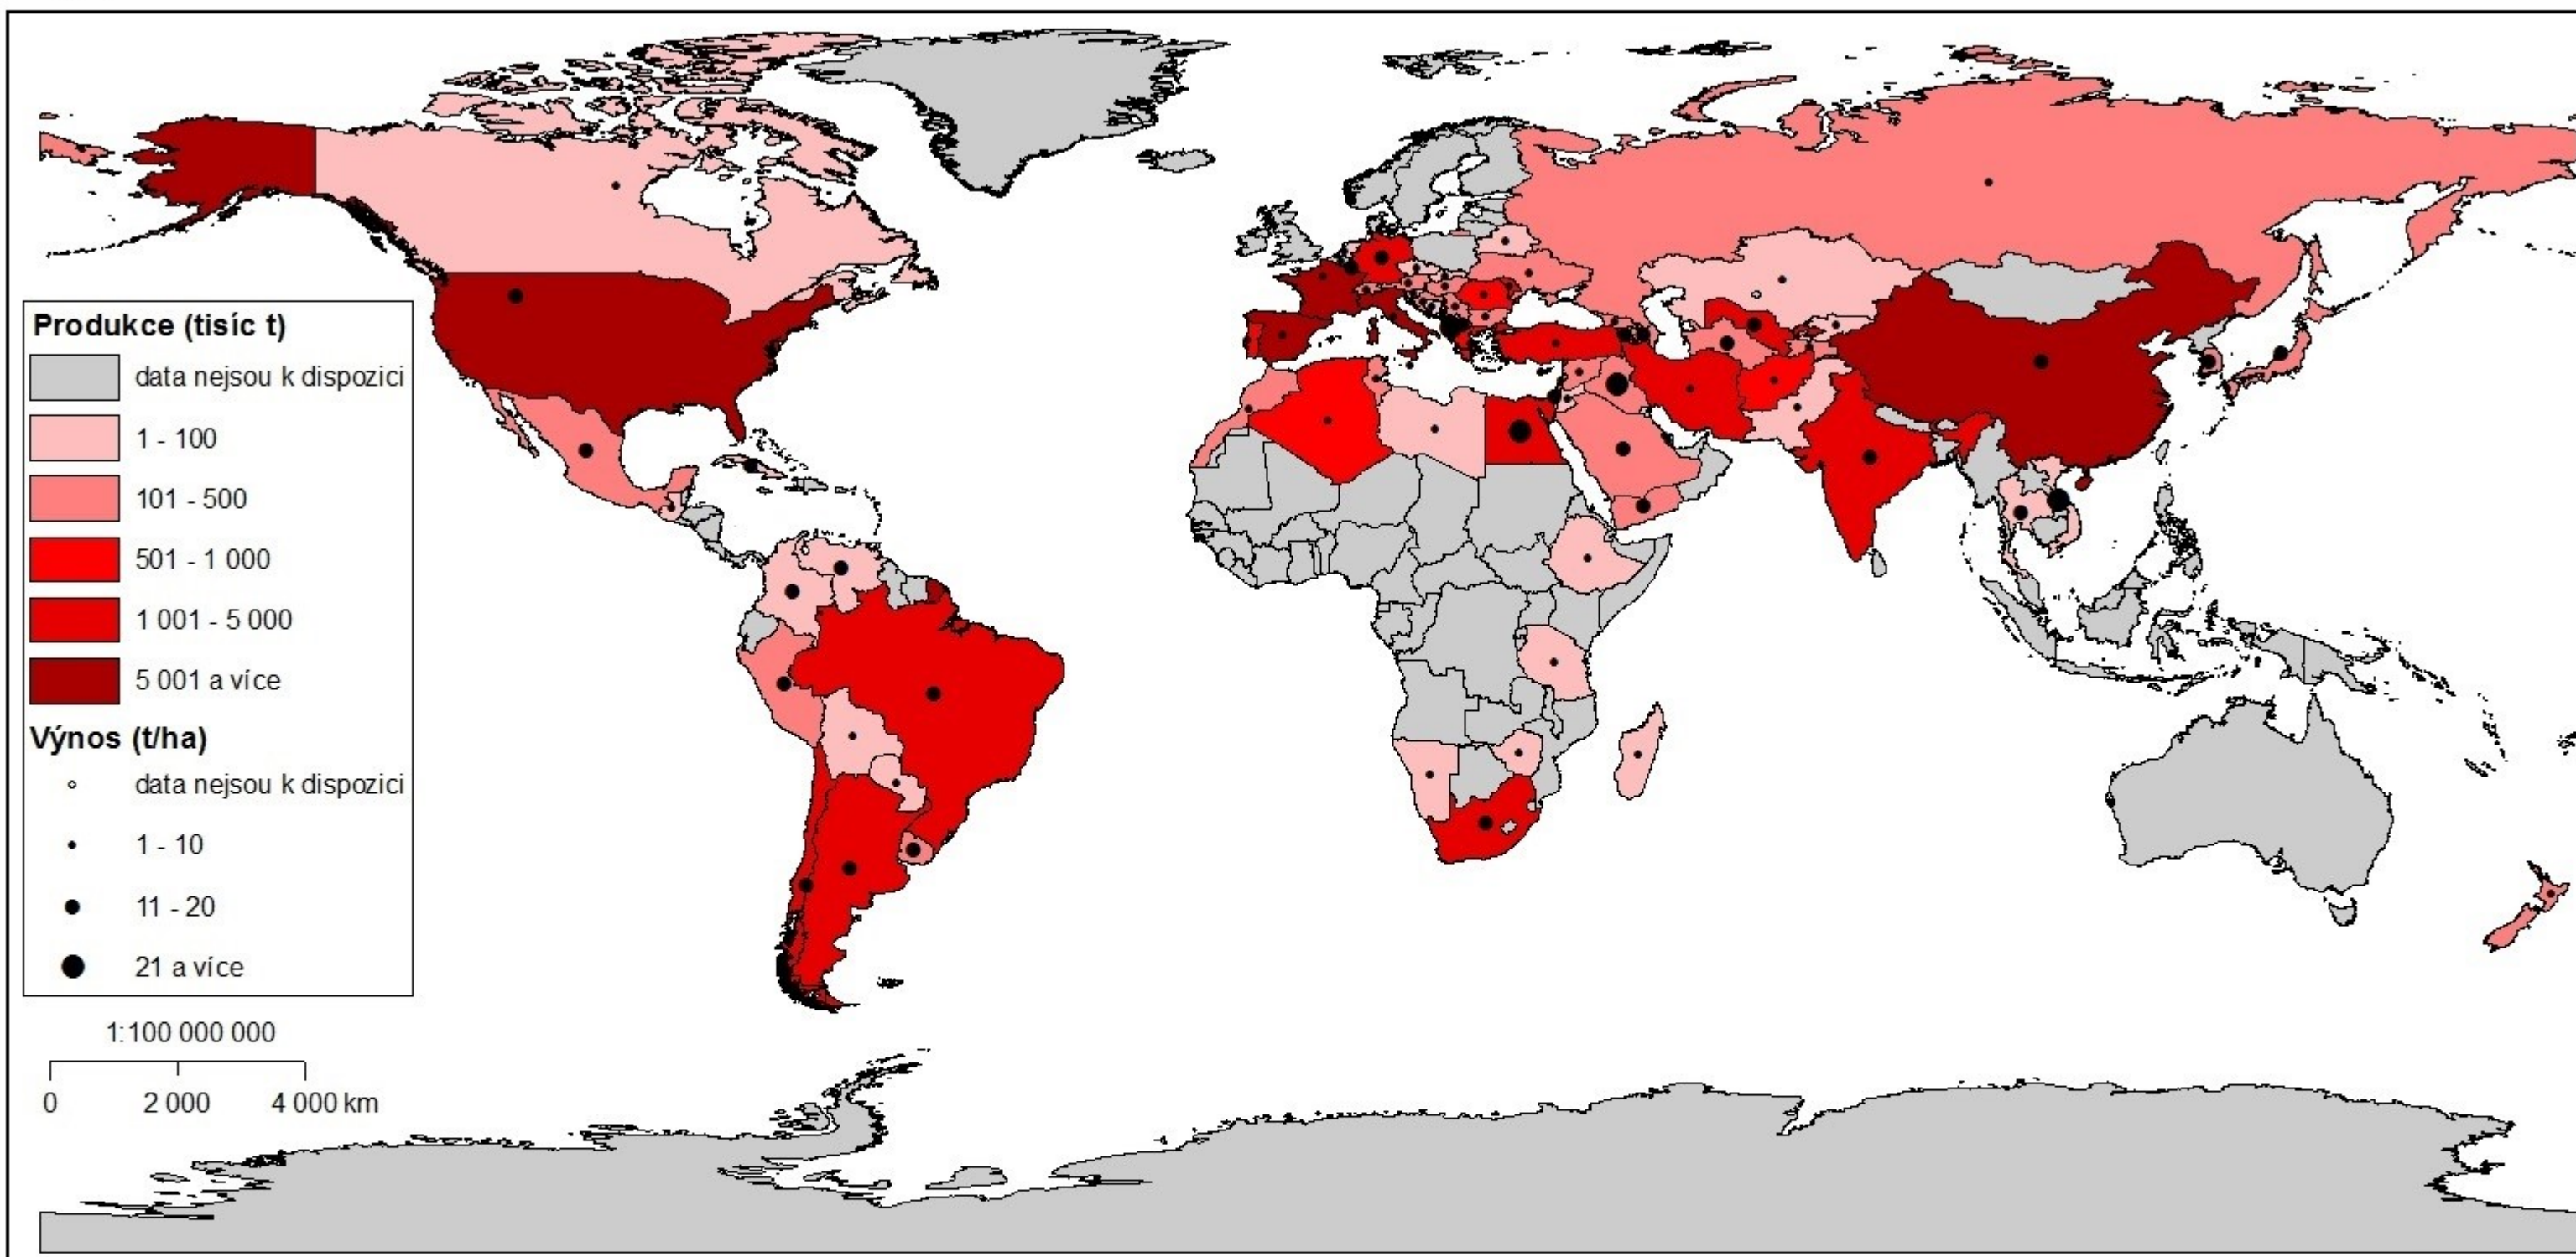 Produkce (tisíc t)
data nejsou k dispozici
1 - 100
101 - 500
501 - 1 000
1 001 - 5 000
5 001 a více
Výnos (t/ha)
data nejsou k dispozici
1 - 10
11 - 20
21 a více
1:100 000 000
0 2 000 4 000 km